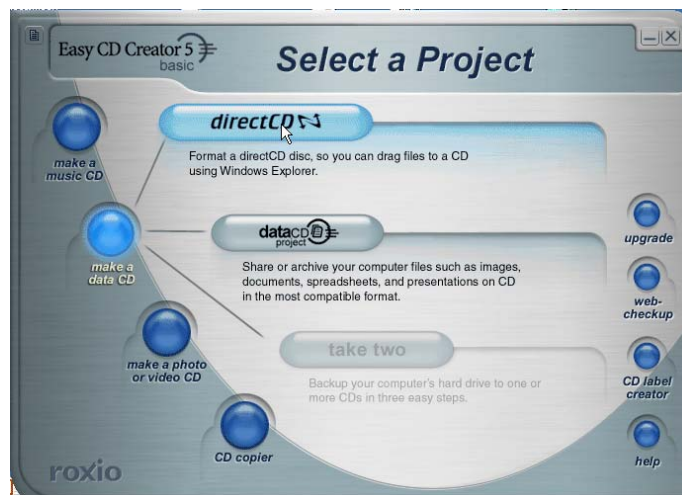 Easy CD Creator 5
basic
Select a Project
directCD
Format a directCD disc, so you can drag files to a CD
using Windows Explorer.
make a
music CD
dataCD
project
Share or archive your computer files such as images,
documents, spreadsheets, and presentations on CD
in the most compatible format.
make a
data CD
take two
Backup your computer's hard drive to one or
more CDs in three easy steps.
make a photo
or video CD
CD copier
upgrade
web-
checkup
CD label
creator
help
roxio